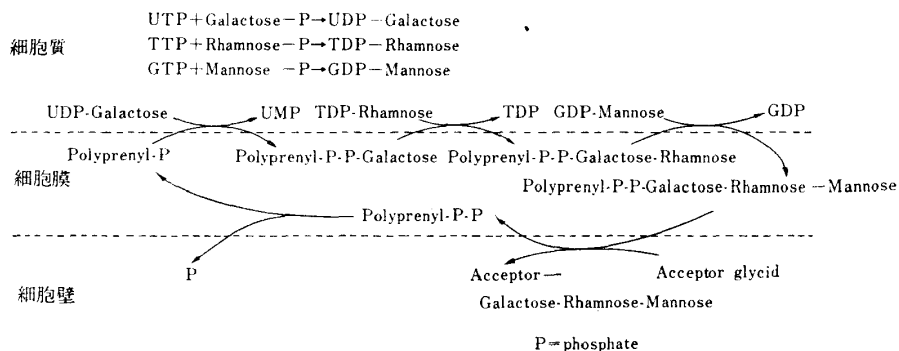 UTP+Galactose−P→UDP−Galactose
細胞質
TTP+Rhamnose−P→TDP−Rhamnose
GTP+Mannose −P→GDP−Mannose
UDP-Galactose UMP TDP-Rhamnose TDP GDP-Mannose GDP
Polyprenyl-P Polyprenyl-P-P-Galactose Polyprenyl-P-P-Galactose-Rhamnose
細胞膜
Polyprenyl-P-P-Galactose-Rhamnose−Mannose
Polyprenyl-P-P
P
Acceptor— Acceptor glycid
細胞壁
Galactose-Rhamnose-Mannose
P=phosphate